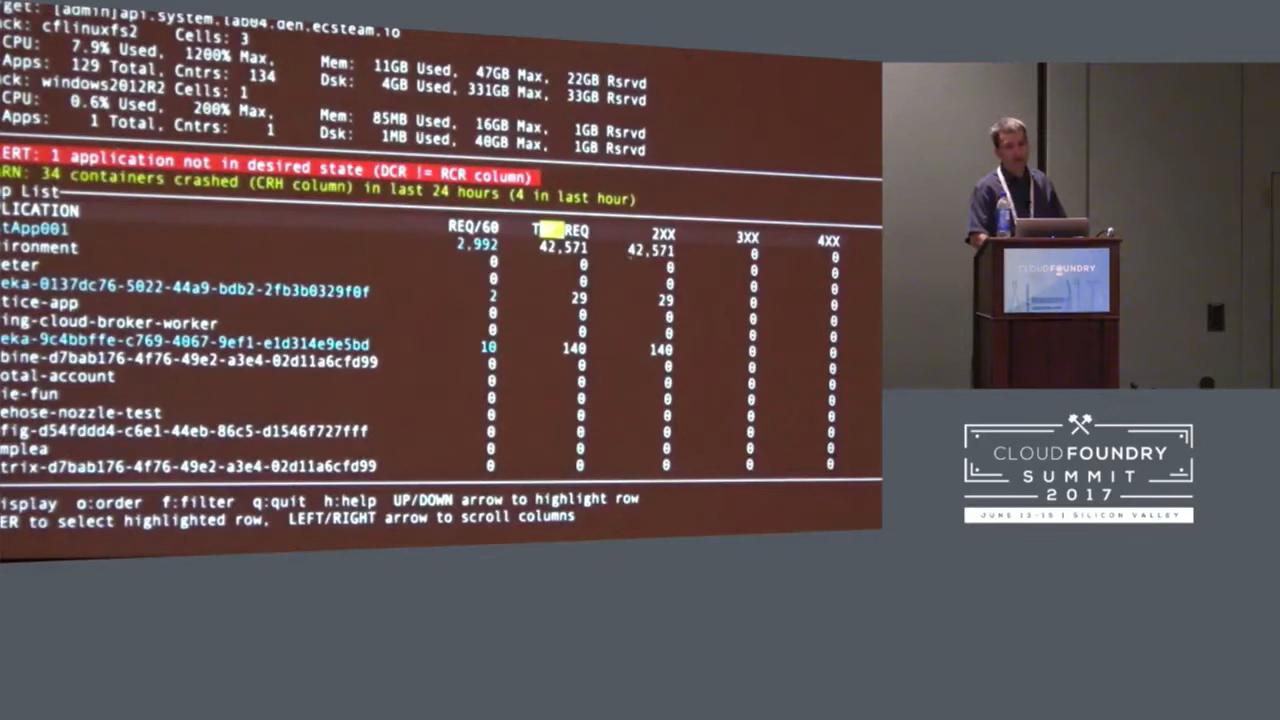 get: [admin]api.system.lab04.den.ecsteam.io
ck: cflinuxfs2 Cells: 3
CPU: 7.9% Used, 1200% Max, Mem: 11GB Used, 47GB Max, 22GB Rsrvd
Apps: 129 Total, Cntrs: 134 Dsk: 4GB Used, 331GB Max, 33GB Rsrvd
ck: windows2012R2 Cells: 1
CPU: 0.6% Used, 200% Max, Mem: 85MB Used, 16GB Max, 1GB Rsrvd
Apps: 1 Total, Cntrs: 1 Dsk: 1MB Used, 40GB Max, 1GB Rsrvd
ERT: 1 application not in desired state (DCR != RCR column)
RN: 34 containers crashed (CRH column) in last 24 hours (4 in last hour)
p List
LICATION REQ/60 T REQ 2XX 3XX 4XX
tApp001 2,992 42,571 42,571 0 0
ironment 0 0 0 0 0
eter 0 0 0 0 0
eka-0137dc76-5022-44a9-bdb2-2fb3b0329f0f 2 29 29 0 0
tice-app 0 0 0 0 0
ing-cloud-broker-worker 0 0 0 0 0
eka-9c4bbffe-c769-4067-9ef1-e1d314e9e5bd 10 140 140 0 0
bine-d7bab176-4f76-49e2-a3e4-02d11a6cfd99 0 0 0 0 0
otal-account 0 0 0 0 0
ie-fun 0 0 0 0 0
ehose-nozzle-test 0 0 0 0 0
fig-d54fddd4-c6e1-44eb-86c5-d1546f727fff 0 0 0 0 0
mplea 0 0 0 0 0
trix-d7bab176-4f76-49e2-a3e4-02d11a6cfd99 0 0 0 0 0
isplay o:order f:filter q:quit h:help UP/DOWN arrow to highlight row
ER to select highlighted row, LEFT/RIGHT arrow to scroll columns
CLOUDFOUNDRY
CLOUDFOUNDRY
SUMMIT
2017
JUNE 13-15 | SILICON VALLEY